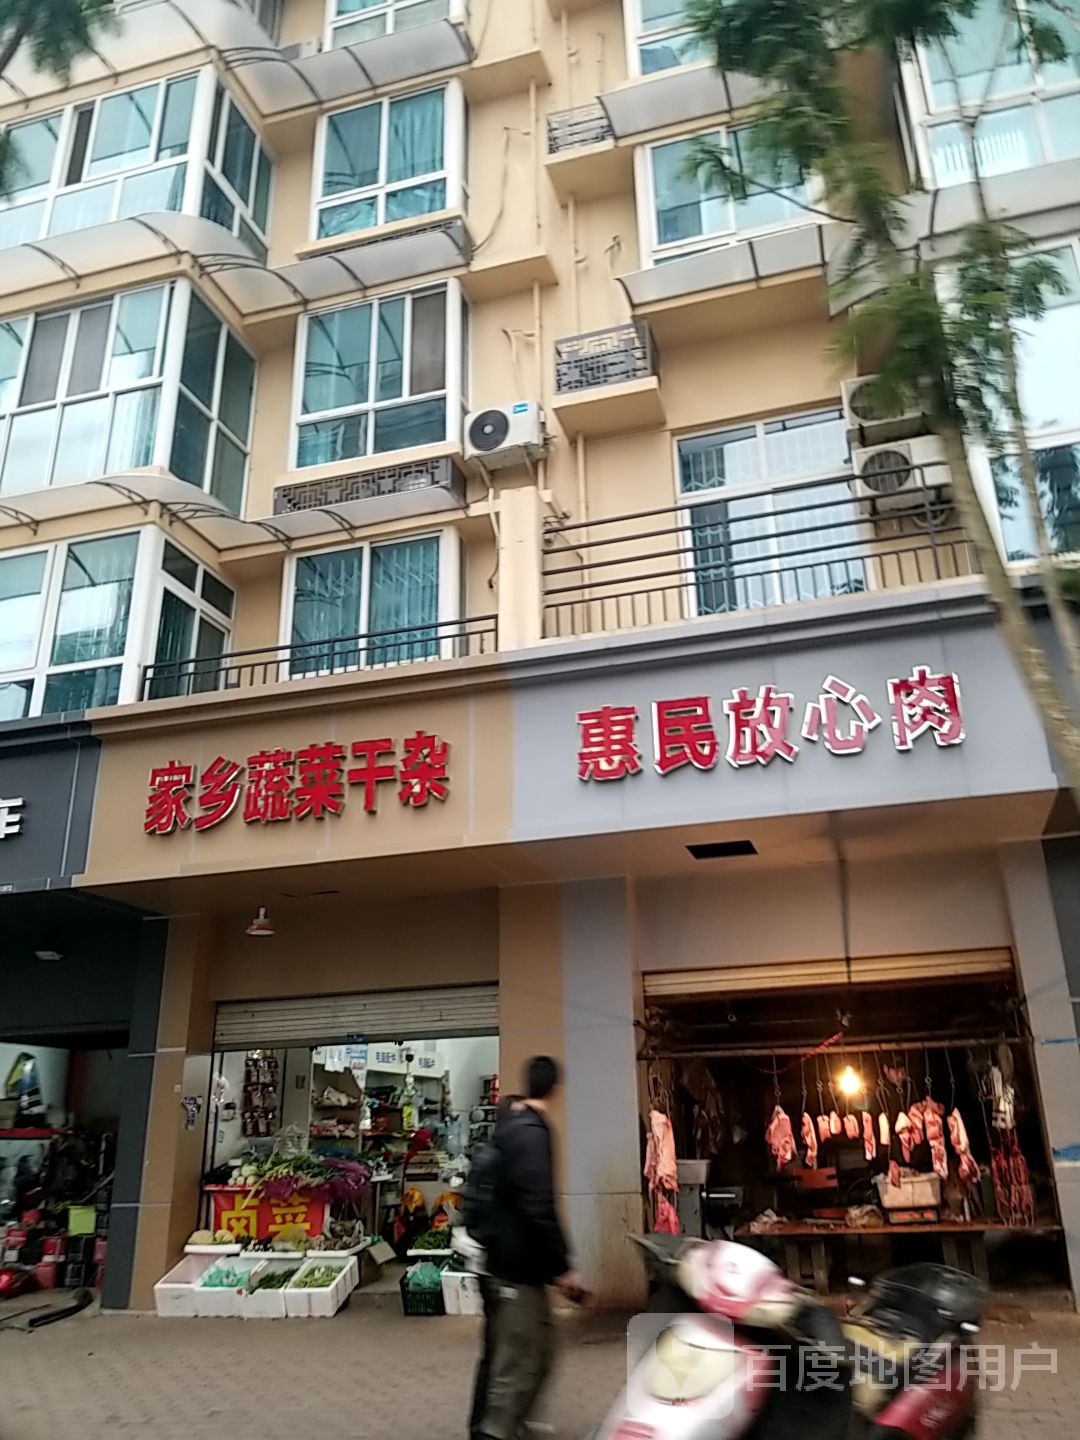 家乡蔬菜干杂
惠民放心肉
车
卤菜
百度地图用户